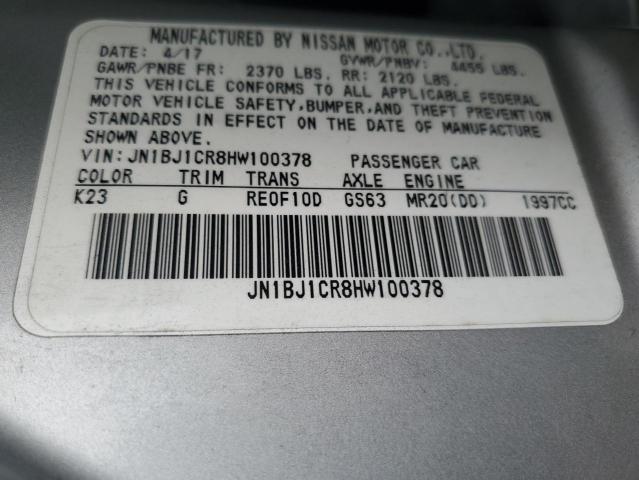 MANUFACTURED BY NISSAN MOTOR CO.,LTD.
DATE: 4/17 GVWR/PNBV: 4455 LBS.
GAWR/PNBE FR: 2370 LBS. RR: 2120 LBS.
THIS VEHICLE CONFORMS TO ALL APPLICABLE FEDERAL
MOTOR VEHICLE SAFETY,BUMPER,AND THEFT PREVENTION
STANDARDS IN EFFECT ON THE DATE OF MANUFACTURE
SHOWN ABOVE.
VIN:JN1BJ1CR8HW100378 PASSENGER CAR
COLOR TRIM TRANS AXLE ENGINE
K23 G RE0F10D GS63 MR20(DD) 1997CC
JN1BJ1CR8HW100378